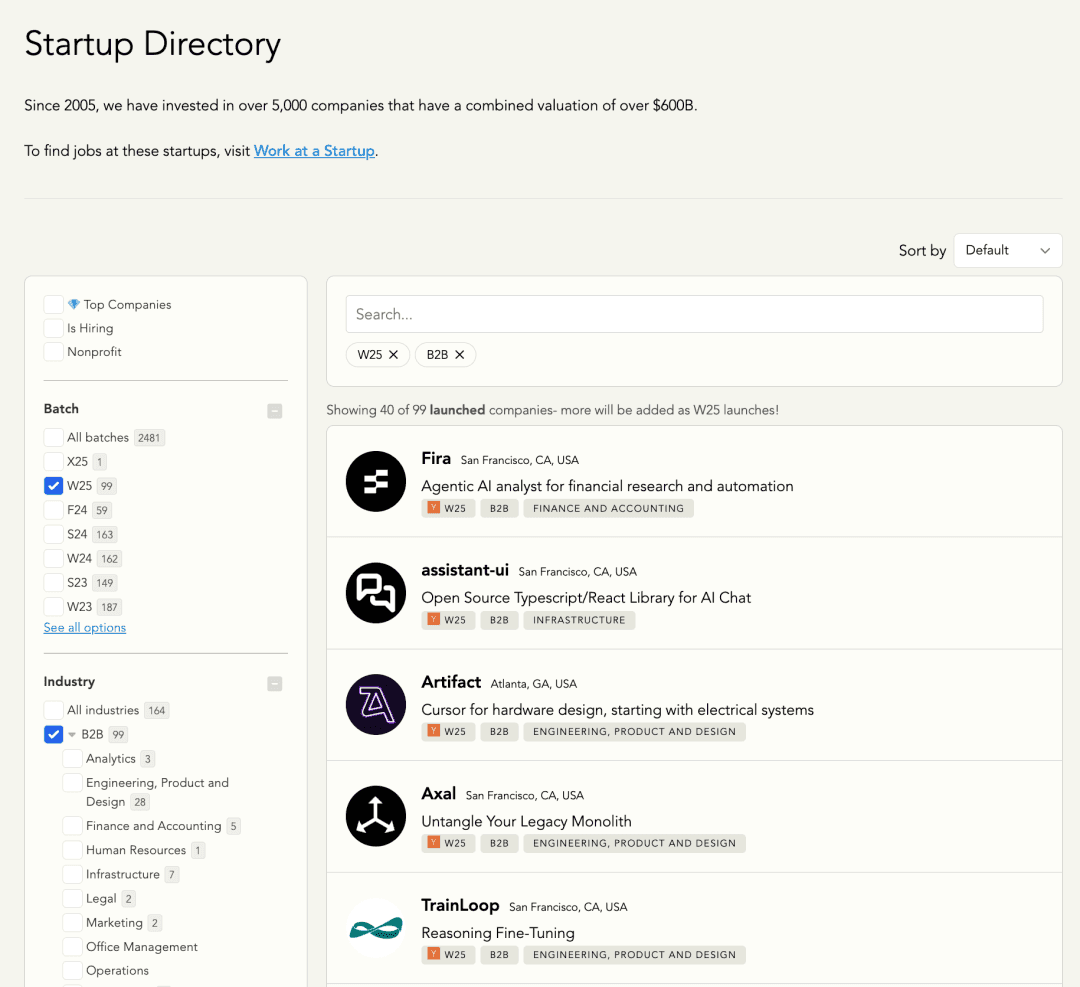 Startup Directory
Since 2005, we have invested in over 5,000 companies that have a combined valuation of over $600B.
To find jobs at these startups, visit Work at a Startup.
Sort by Default
Top Companies
Is Hiring
Nonprofit
Batch
All batches 2481
X25 1
W25 99
F24 59
S24 163
W24 162
S23 149
W23 187
See all options
Industry
All industries 164
B2B 99
Analytics 3
Engineering, Product and
Design 28
Finance and Accounting 5
Human Resources 1
Infrastructure 7
Legal 2
Marketing 2
Office Management
Operations
Search...
W25 B2B
Showing 40 of 99 launched companies- more will be added as W25 launches!
Fira San Francisco, CA, USA
Agentic AI analyst for financial research and automation
Y W25 B2B FINANCE AND ACCOUNTING
assistant-ui San Francisco, CA, USA
Open Source Typescript/React Library for AI Chat
Y W25 B2B INFRASTRUCTURE
Artifact Atlanta, GA, USA
Cursor for hardware design, starting with electrical systems
Y W25 B2B ENGINEERING, PRODUCT AND DESIGN
Axal San Francisco, CA, USA
Untangle Your Legacy Monolith
Y W25 B2B ENGINEERING, PRODUCT AND DESIGN
TrainLoop San Francisco, CA, USA
Reasoning Fine-Tuning
Y W25 B2B ENGINEERING, PRODUCT AND DESIGN